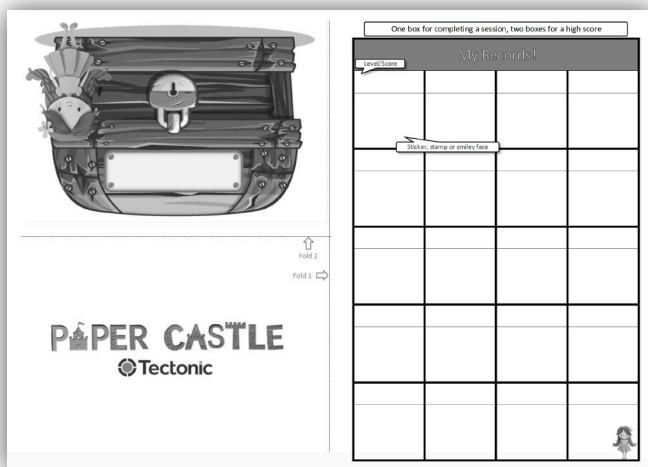 Fold 2
Fold 1
PAPER CASTLE
Tectonic
One box for completing a session, two boxes for a high score
My Records!
Level/Score
Sticker, stamp or smiley face